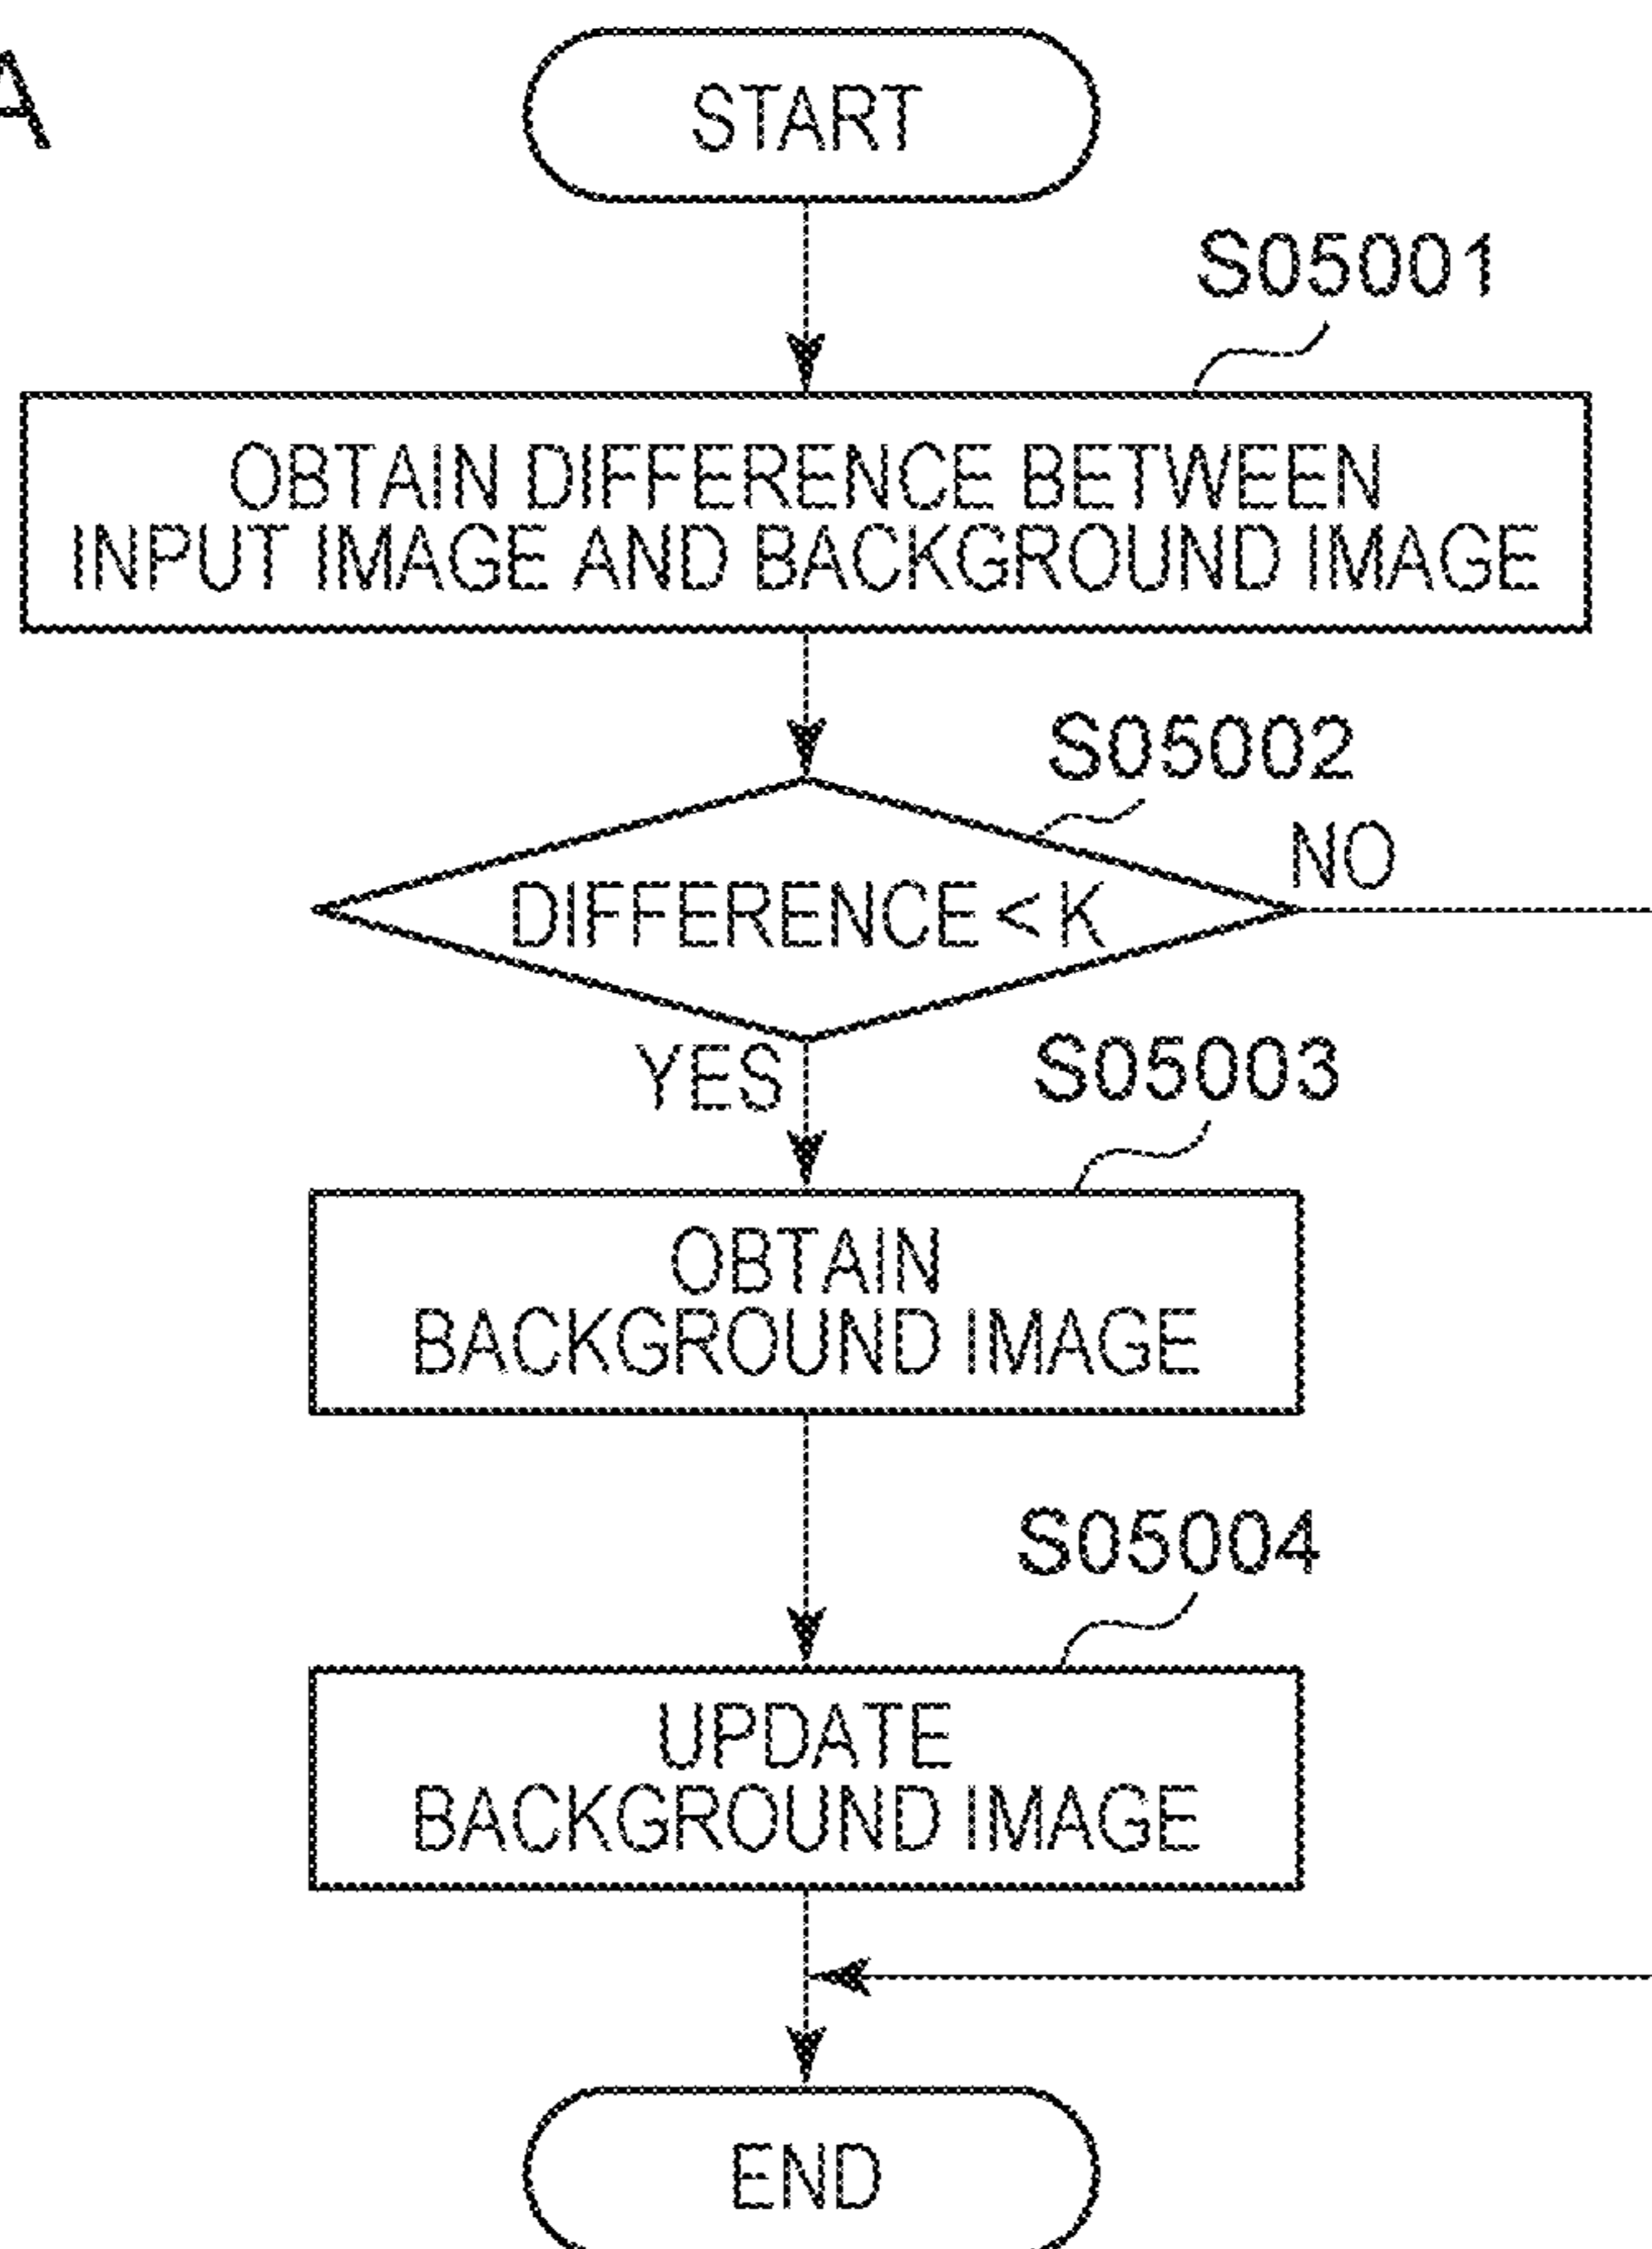 A
START
S05001
OBTAIN DIFFERENCE BETWEEN
INPUT IMAGE AND BACKGROUND IMAGE
S05002
NO
DIFFERENCE < K
YES
S05003
OBTAIN
BACKGROUND IMAGE
S05004
UPDATE
BACKGROUND IMAGE
END